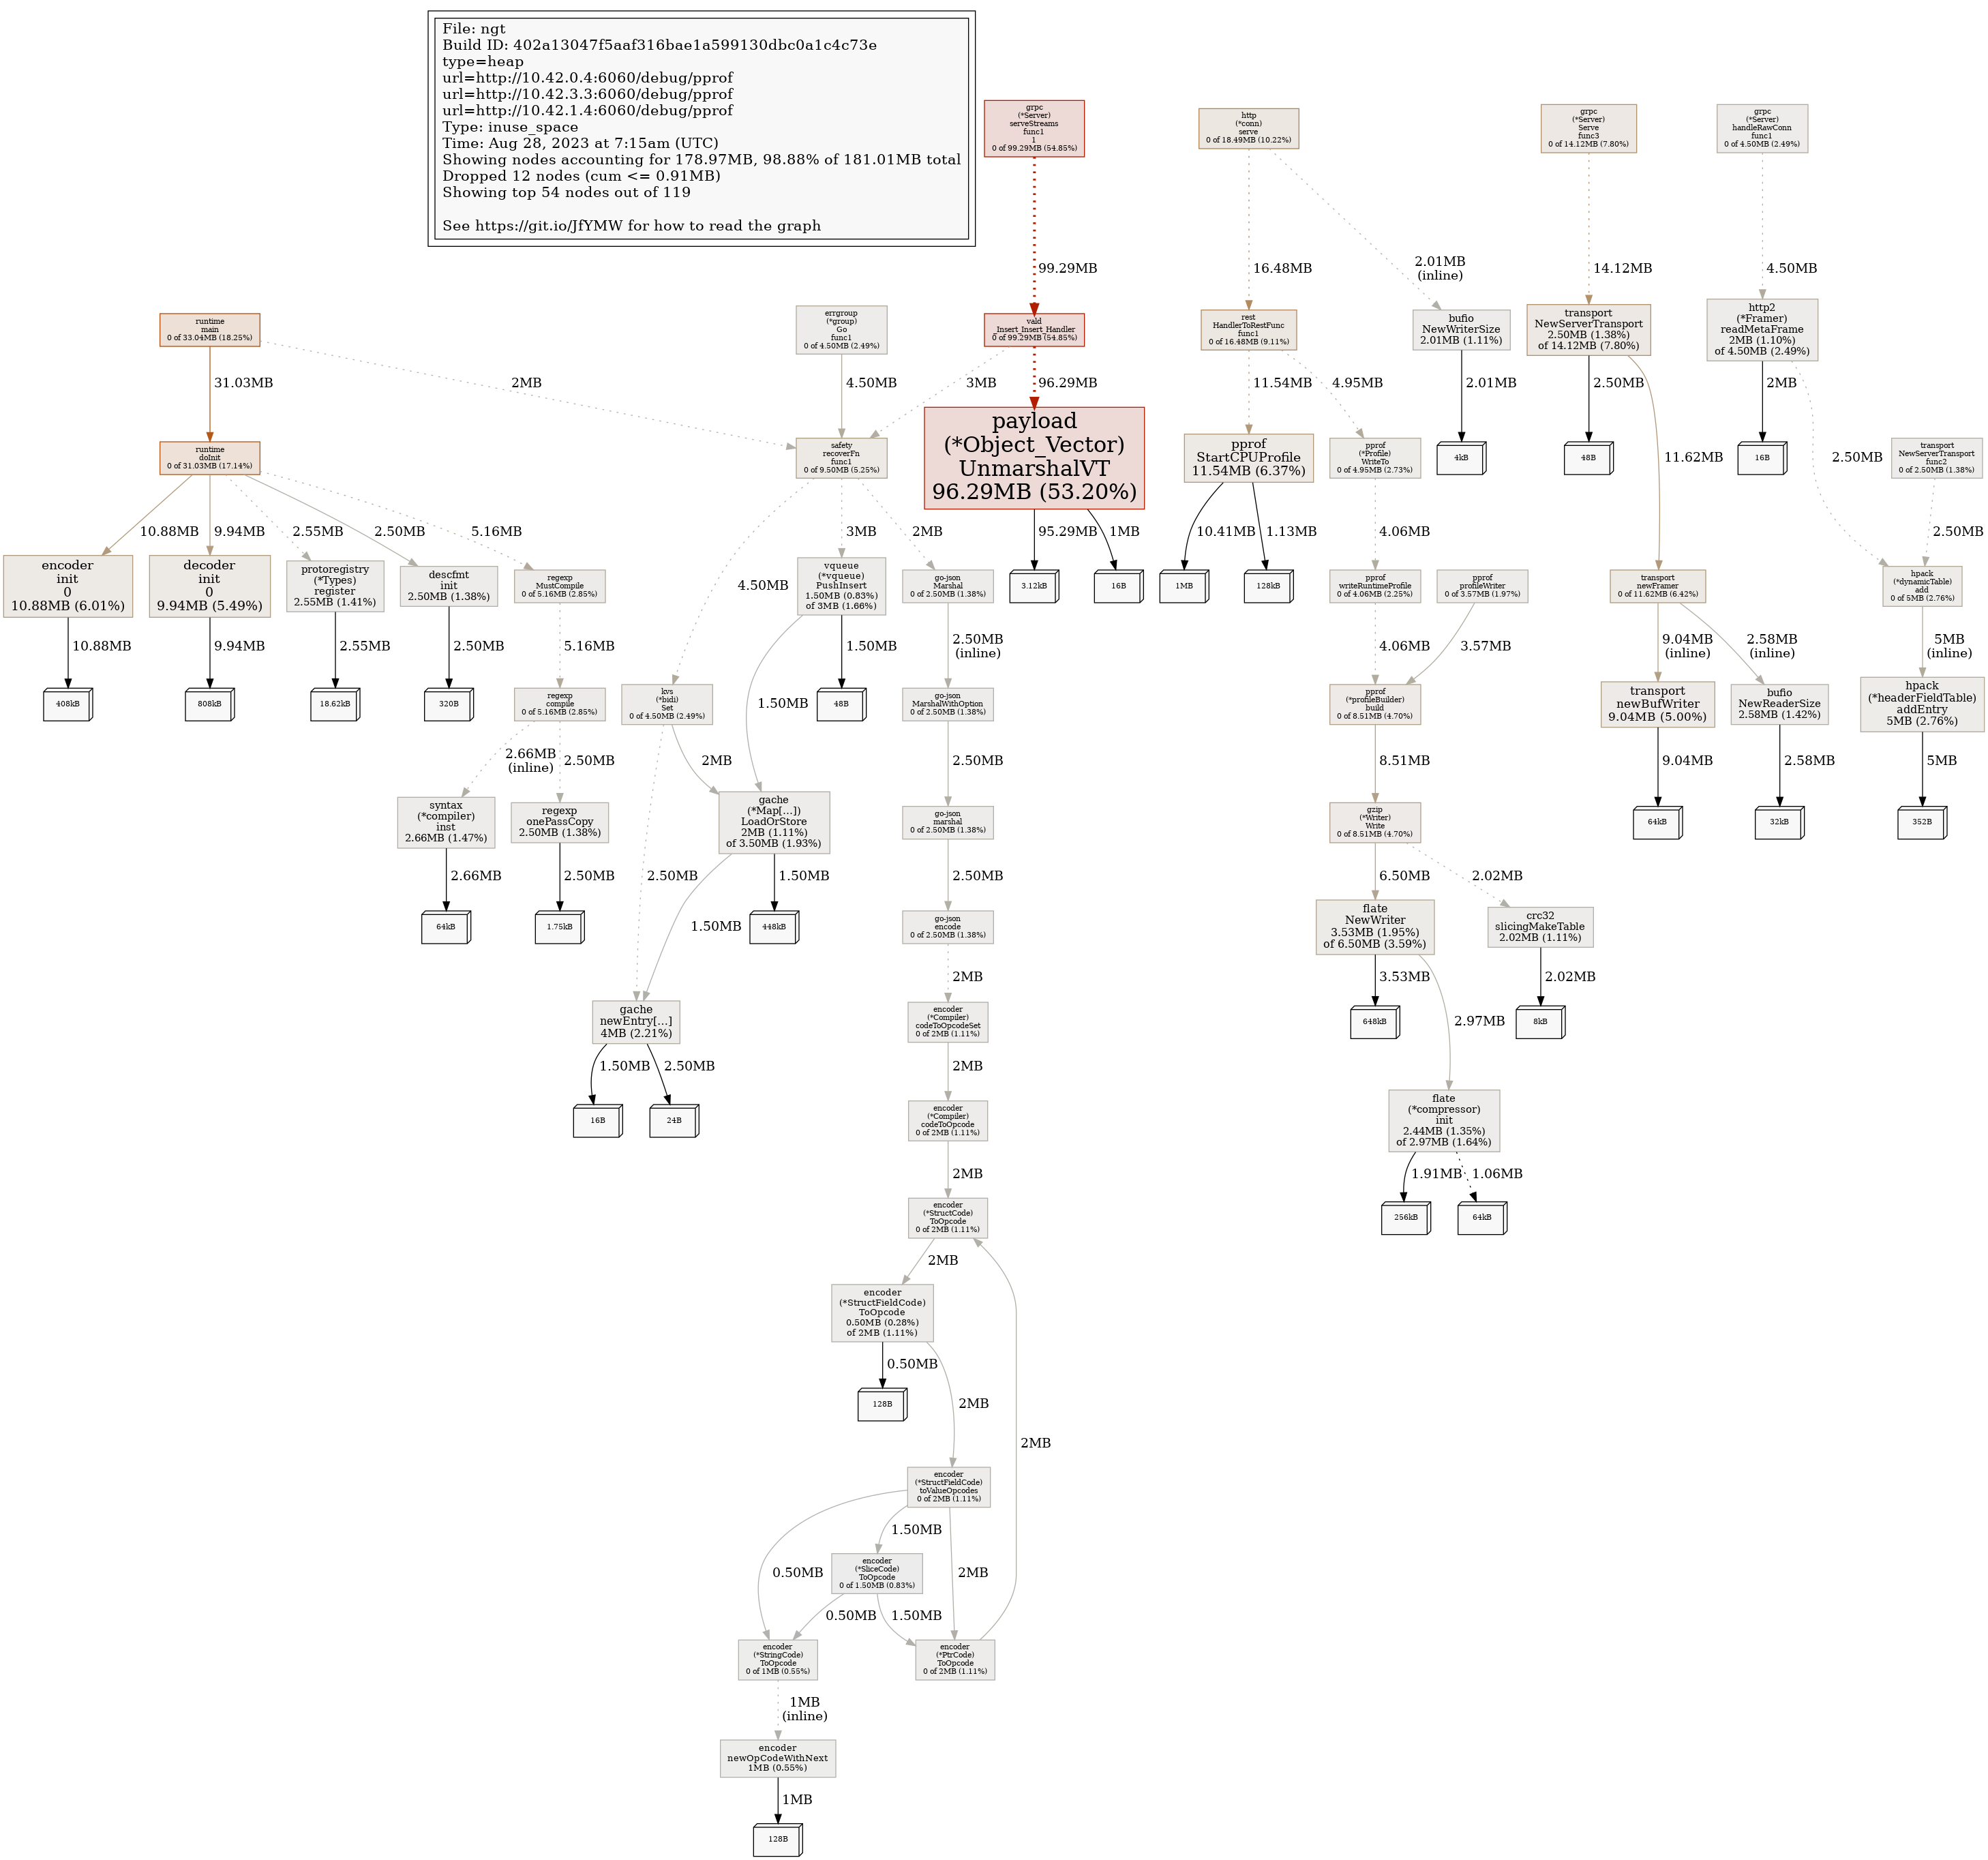 File: ngt
Build ID: 402a13047f5aaf316bae1a599130dbc0a1c4c73e
type=heap
url=http://10.42.0.4:6060/debug/pprof
url=http://10.42.3.3:6060/debug/pprof
url=http://10.42.1.4:6060/debug/pprof
Type: inuse_space
Time: Aug 28, 2023 at 7:15am (UTC)
Showing nodes accounting for 178.97MB, 98.88% of 181.01MB total
Dropped 12 nodes (cum <= 0.91MB)
Showing top 54 nodes out of 119
See https://git.io/JfYMW for how to read the graph
grpc
(*Server)
serveStreams
func1
1
0 of 99.29MB (54.85%)
http
(*conn)
serve
0 of 18.49MB (10.22%)
grpc
(*Server)
Serve
func3
0 of 14.12MB (7.80%)
grpc
(*Server)
handleRawConn
func1
0 of 4.50MB (2.49%)
99.29MB
16.48MB
2.01MB
(inline)
14.12MB
4.50MB
runtime
main
0 of 33.04MB (18.25%)
errgroup
(*group)
Go
func1
0 of 4.50MB (2.49%)
vald
_Insert_Insert_Handler
0 of 99.29MB (54.85%)
rest
HandlerToRestFunc
func1
0 of 16.48MB (9.11%)
bufio
NewWriterSize
2.01MB (1.11%)
transport
NewServerTransport
2.50MB (1.38%)
of 14.12MB (7.80%)
http2
(*Framer)
readMetaFrame
2MB (1.10%)
of 4.50MB (2.49%)
31.03MB
2MB
4.50MB
3MB
96.29MB
11.54MB
4.95MB
2.01MB
2.50MB
11.62MB
2MB
2.50MB
runtime
doInit
0 of 31.03MB (17.14%)
safety
recoverFn
func1
0 of 9.50MB (5.25%)
payload
(*Object_Vector)
UnmarshalVT
96.29MB (53.20%)
pprof
StartCPUProfile
11.54MB (6.37%)
pprof
(*Profile)
WriteTo
0 of 4.95MB (2.73%)
4kB
48B
16B
transport
NewServerTransport
func2
0 of 2.50MB (1.38%)
10.88MB
9.94MB
2.55MB
2.50MB
5.16MB
4.50MB
3MB
2MB
95.29MB
1MB
10.41MB
1.13MB
4.06MB
2.50MB
encoder
init
0
10.88MB (6.01%)
decoder
init
0
9.94MB (5.49%)
protoregistry
(*Types)
register
2.55MB (1.41%)
descfmt
init
2.50MB (1.38%)
regexp
MustCompile
0 of 5.16MB (2.85%)
vqueue
(*vqueue)
PushInsert
1.50MB (0.83%)
of 3MB (1.66%)
go-json
Marshal
0 of 2.50MB (1.38%)
3.12kB
16B
1MB
128kB
pprof
writeRuntimeProfile
0 of 4.06MB (2.25%)
pprof
profileWriter
0 of 3.57MB (1.97%)
transport
newFramer
0 of 11.62MB (6.42%)
hpack
(*dynamicTable)
add
0 of 5MB (2.76%)
10.88MB
9.94MB
2.55MB
2.50MB
5.16MB
1.50MB
1.50MB
2.50MB
(inline)
4.06MB
3.57MB
9.04MB
(inline)
2.58MB
(inline)
5MB
(inline)
408kB
808kB
18.62kB
320B
regexp
compile
0 of 5.16MB (2.85%)
kvs
(*bidi)
Set
0 of 4.50MB (2.49%)
48B
go-json
MarshalWithOption
0 of 2.50MB (1.38%)
pprof
(*profileBuilder)
build
0 of 8.51MB (4.70%)
transport
newBufWriter
9.04MB (5.00%)
bufio
NewReaderSize
2.58MB (1.42%)
hpack
(*headerFieldTable)
addEntry
5MB (2.76%)
2.66MB
(inline)
2.50MB
2MB
2.50MB
2.50MB
8.51MB
9.04MB
2.58MB
5MB
syntax
(*compiler)
inst
2.66MB (1.47%)
regexp
onePassCopy
2.50MB (1.38%)
gache
(*Map[...])
LoadOrStore
2MB (1.11%)
of 3.50MB (1.93%)
go-json
marshal
0 of 2.50MB (1.38%)
gzip
(*Writer)
Write
0 of 8.51MB (4.70%)
64kB
32kB
352B
2.66MB
2.50MB
1.50MB
1.50MB
2.50MB
6.50MB
2.02MB
64kB
1.75kB
448kB
go-json
encode
0 of 2.50MB (1.38%)
flate
NewWriter
3.53MB (1.95%)
of 6.50MB (3.59%)
crc32
slicingMakeTable
2.02MB (1.11%)
2MB
3.53MB
2.97MB
2.02MB
gache
newEntry[...]
4MB (2.21%)
encoder
(*Compiler)
codeToOpcodeSet
0 of 2MB (1.11%)
648kB
8kB
1.50MB
2.50MB
2MB
16B
24B
encoder
(*Compiler)
codeToOpcode
0 of 2MB (1.11%)
flate
(*compressor)
init
2.44MB (1.35%)
of 2.97MB (1.64%)
2MB
1.91MB
1.06MB
encoder
(*StructCode)
ToOpcode
0 of 2MB (1.11%)
256kB
64kB
2MB
encoder
(*StructFieldCode)
ToOpcode
0.50MB (0.28%)
of 2MB (1.11%)
0.50MB
2MB
128B
2MB
encoder
(*StructFieldCode)
toValueOpcodes
0 of 2MB (1.11%)
1.50MB
0.50MB
2MB
encoder
(*SliceCode)
ToOpcode
0 of 1.50MB (0.83%)
0.50MB
1.50MB
encoder
(*StringCode)
ToOpcode
0 of 1MB (0.55%)
encoder
(*PtrCode)
ToOpcode
0 of 2MB (1.11%)
1MB
(inline)
encoder
newOpCodeWithNext
1MB (0.55%)
1MB
128B